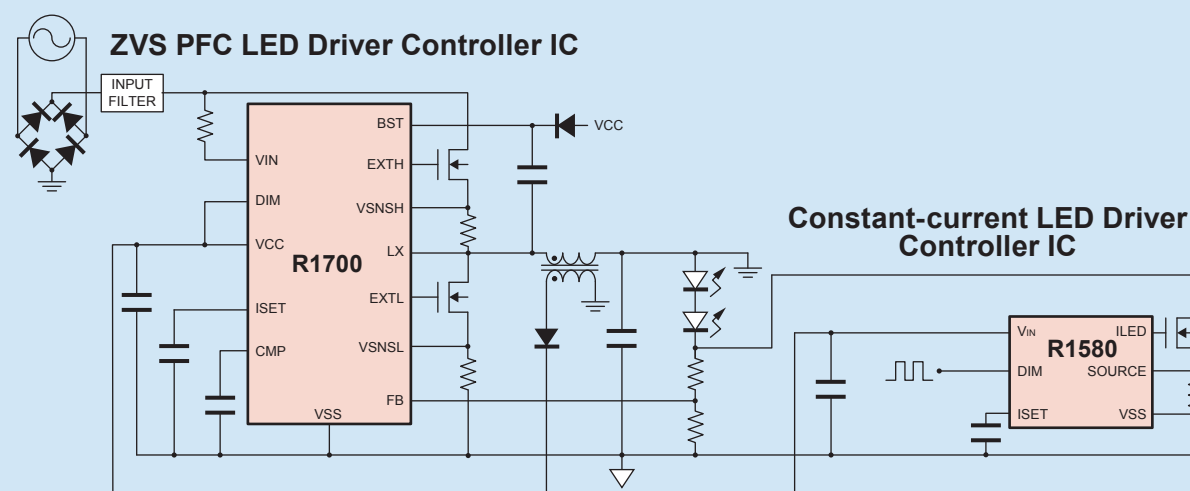 ZVS PFC LED Driver Controller IC
INPUT
FILTER
BST
VCC
VIN
EXTH
DIM
VSNSH
VCC
LX
R1700
EXTL
ISET
VSNSL
CMP
FB
VSS
Constant-current LED Driver
Controller IC
VIN
ILED
R1580
DIM
SOURCE
ISET
VSS